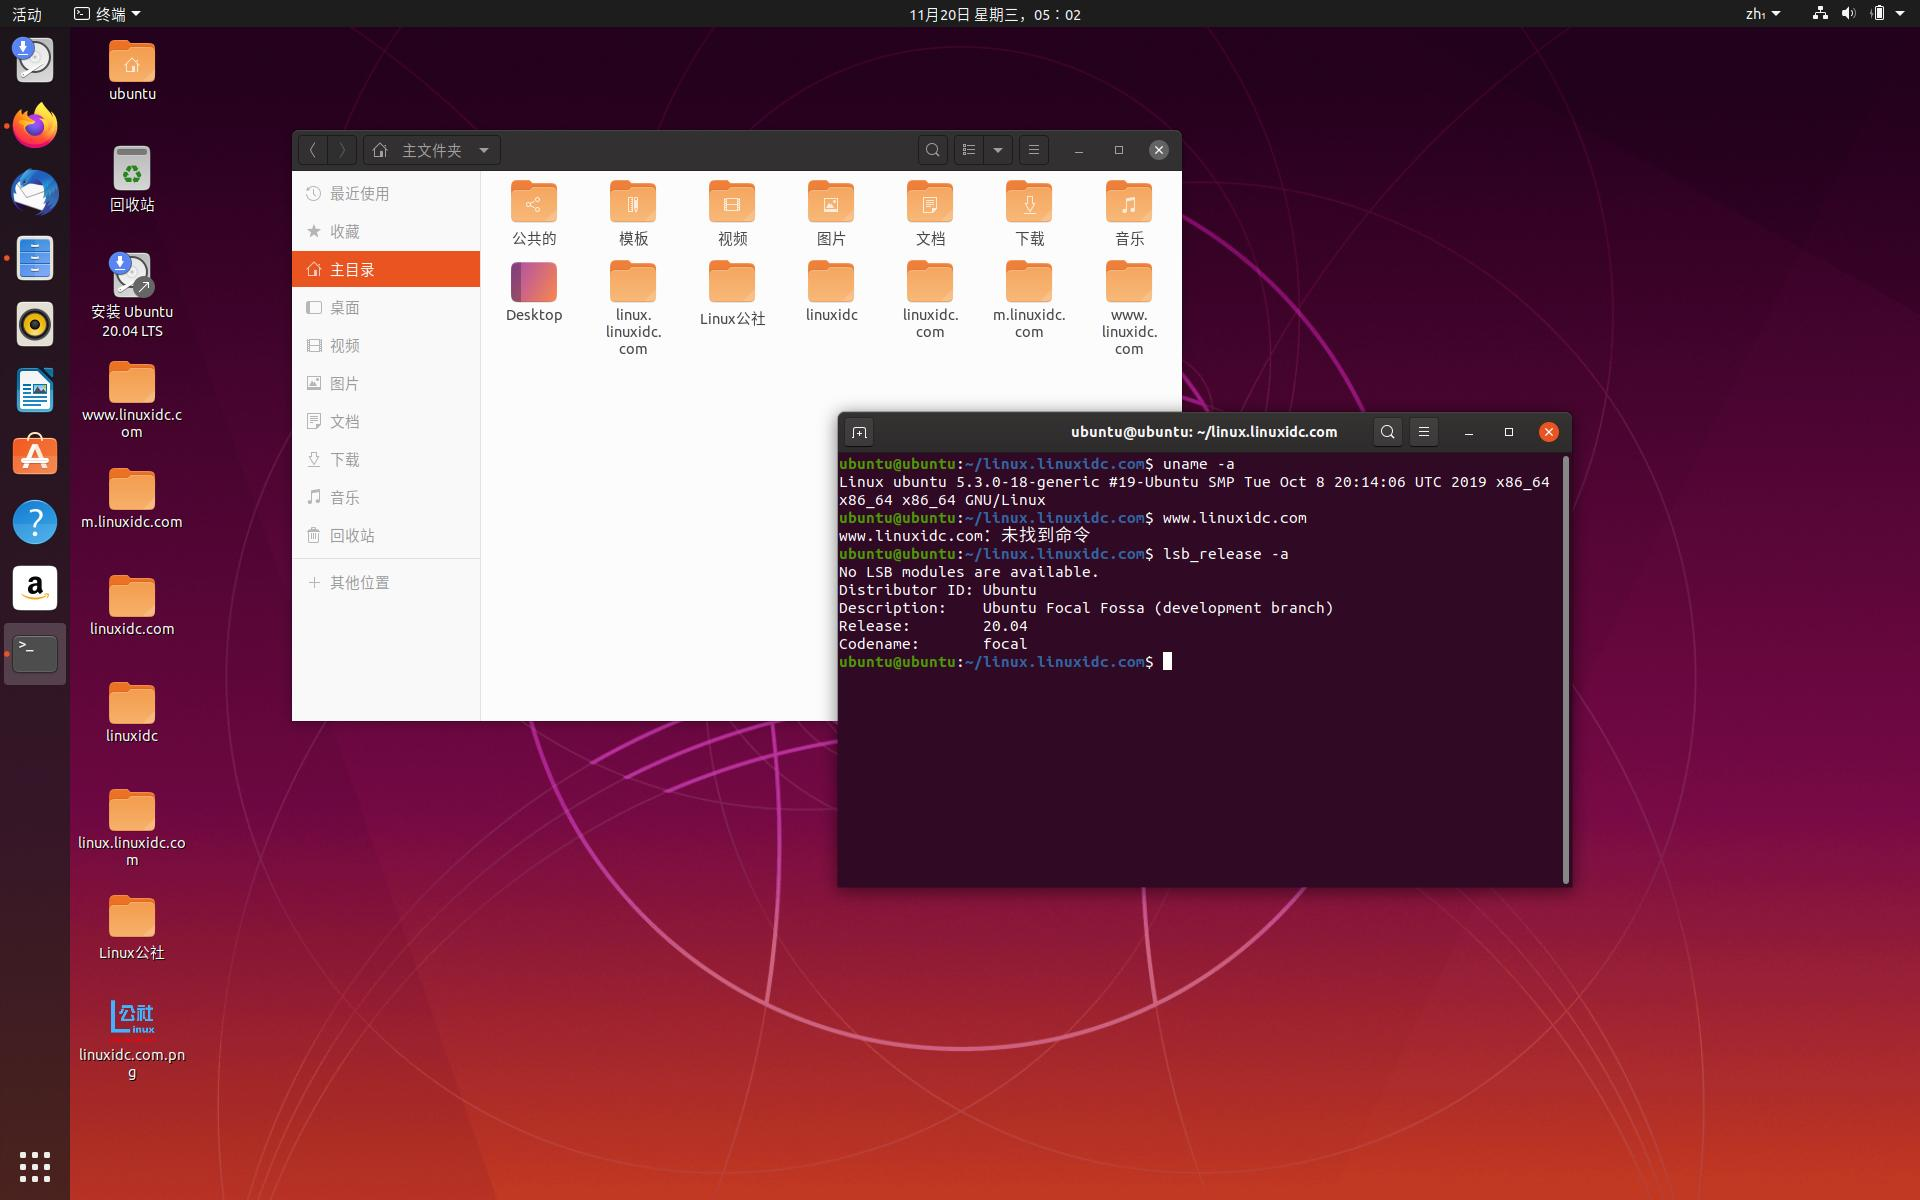 活动
终端
11月20日 星期三，05：02
zh₁
ubuntu
回收站
安装 Ubuntu
20.04 LTS
www.linuxidc.c
om
m.linuxidc.com
linuxidc.com
linuxidc
linux.linuxidc.co
m
Linux公社
公社
Linux
linuxidc.com.pn
g
主文件夹
最近使用
收藏
主目录
桌面
视频
图片
文档
下载
音乐
回收站
其他位置
公共的
模板
视频
图片
文档
下载
音乐
Desktop
linux.
linuxidc.
com
Linux公社
linuxidc
linuxidc.
com
m.linuxidc.
com
www.
linuxidc.
com
ubuntu@ubuntu: ~/linux.linuxidc.com
ubuntu@ubuntu:~/linux.linuxidc.com$ uname -a
Linux ubuntu 5.3.0-18-generic #19-Ubuntu SMP Tue Oct 8 20:14:06 UTC 2019 x86_64
x86_64 x86_64 GNU/Linux
ubuntu@ubuntu:~/linux.linuxidc.com$ www.linuxidc.com
www.linuxidc.com：未找到命令
ubuntu@ubuntu:~/linux.linuxidc.com$ lsb_release -a
No LSB modules are available.
Distributor ID: Ubuntu
Description:    Ubuntu Focal Fossa (development branch)
Release:        20.04
Codename:       focal
ubuntu@ubuntu:~/linux.linuxidc.com$